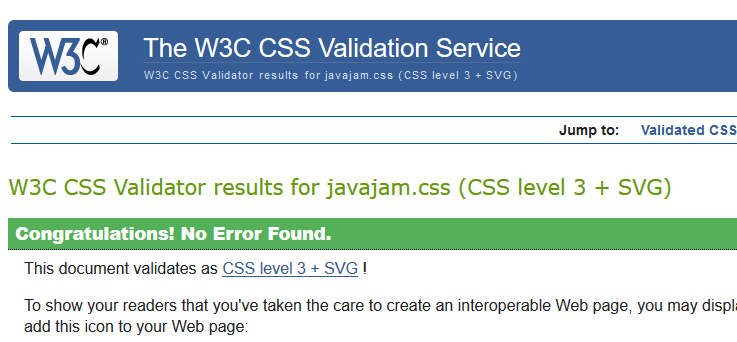 W3C®
The W3C CSS Validation Service
W3C CSS Validator results for javajam.css (CSS level 3 + SVG)
Jump to: Validated CSS
W3C CSS Validator results for javajam.css (CSS level 3 + SVG)
Congratulations! No Error Found.
This document validates as CSS level 3 + SVG !
To show your readers that you've taken the care to create an interoperable Web page, you may
add this icon to your Web page: